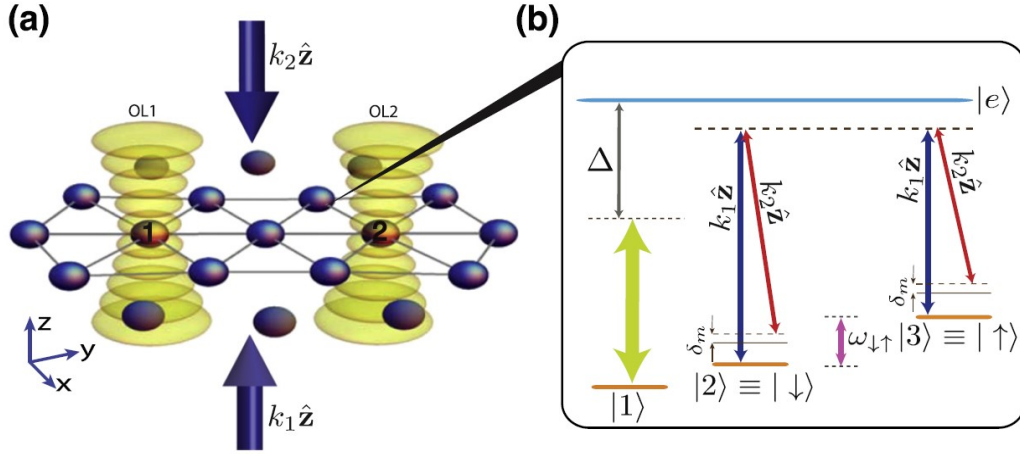 (a)
k₂ẑ
OL1
OL2
1
2
z
y
x
k₁ẑ
(b)
|e⟩
Δ
k₁ẑ
k₂ẑ
k₁ẑ
k₂ẑ
δₘ
δₘ
ω↓↑
|3⟩ ≡ | ↑⟩
|2⟩ ≡ | ↓⟩
|1⟩